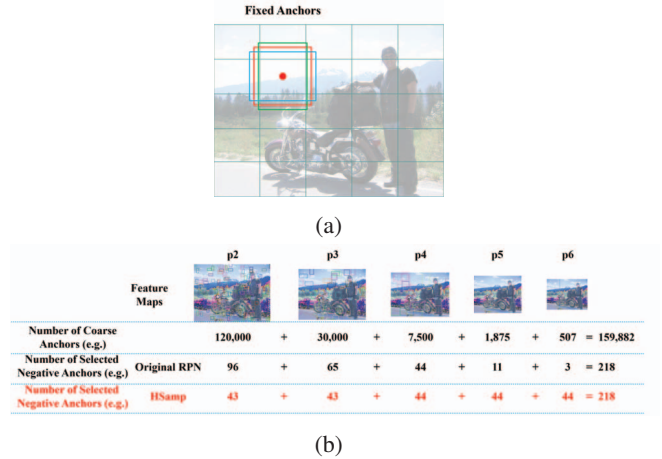 Fixed Anchors
(a)
p2 p3 p4 p5 p6
Feature
Maps
Number of Coarse
Anchors (e.g.) 120,000 + 30,000 + 7,500 + 1,875 + 507 = 159,882
Number of Selected
Negative Anchors (e.g.) Original RPN 96 + 65 + 44 + 11 + 3 = 218
Number of Selected
Negative Anchors (e.g.) HSamp 43 + 43 + 44 + 44 + 44 = 218
(b)